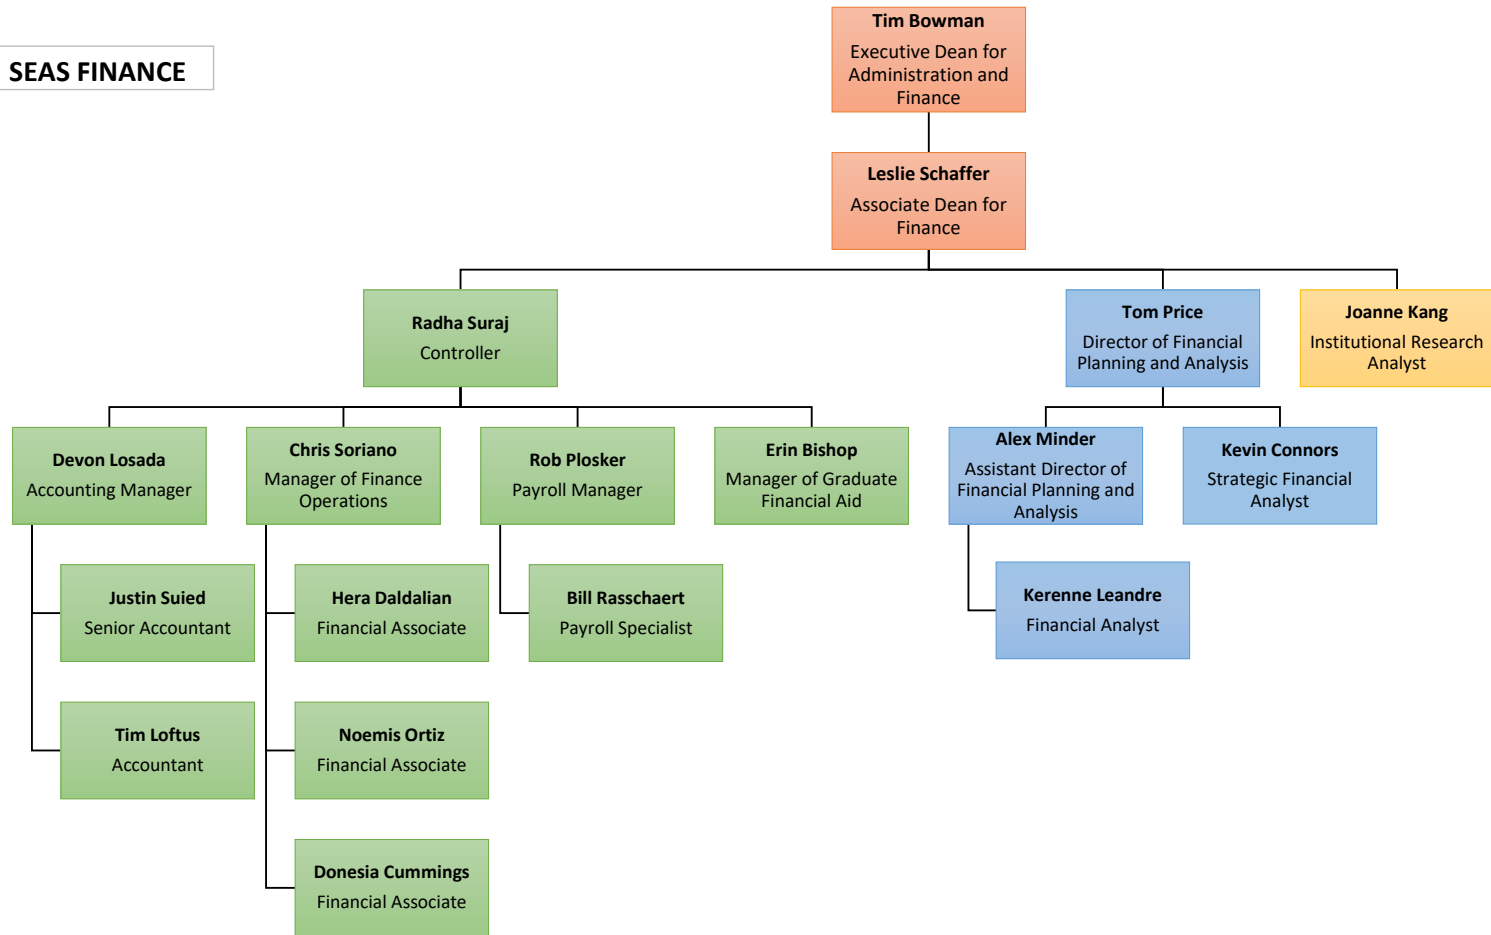 SEAS FINANCE
Tim Bowman
Executive Dean for
Administration and
Finance
Leslie Schaffer
Associate Dean for
Finance
Radha Suraj
Controller
Tom Price
Director of Financial
Planning and Analysis
Joanne Kang
Institutional Research
Analyst
Devon Losada
Accounting Manager
Chris Soriano
Manager of Finance
Operations
Rob Plosker
Payroll Manager
Erin Bishop
Manager of Graduate
Financial Aid
Alex Minder
Assistant Director of
Financial Planning and
Analysis
Kevin Connors
Strategic Financial
Analyst
Justin Suied
Senior Accountant
Hera Daldalian
Financial Associate
Bill Rasschaert
Payroll Specialist
Kerenne Leandre
Financial Analyst
Tim Loftus
Accountant
Noemis Ortiz
Financial Associate
Donesia Cummings
Financial Associate